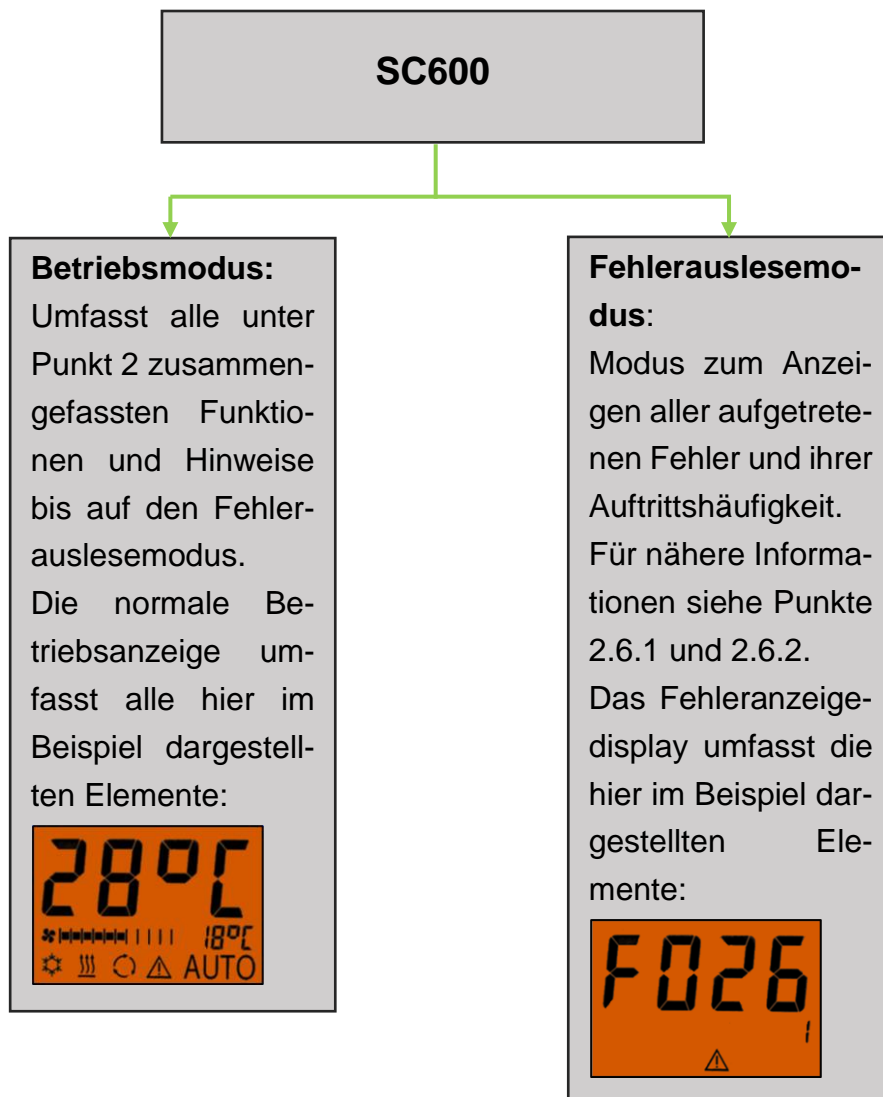 SC600
Betriebsmodus:
Umfasst alle unter
Punkt 2 zusammen-
gefassten Funktio-
nen und Hinweise
bis auf den Fehler-
auslesemodus.
Die normale Be-
triebsanzeige um-
fasst alle hier im
Beispiel dargestell-
ten Elemente:
28°C
18°C
AUTO
Fehlerauslesemo-
dus:
Modus zum Anzei-
gen aller aufgetrete-
nen Fehler und ihrer
Auftrittshäufigkeit.
Für nähere Informa-
tionen siehe Punkte
2.6.1 und 2.6.2.
Das Fehleranzeige-
display umfasst die
hier im Beispiel dar-
gestellten Ele-
mente:
F026
1